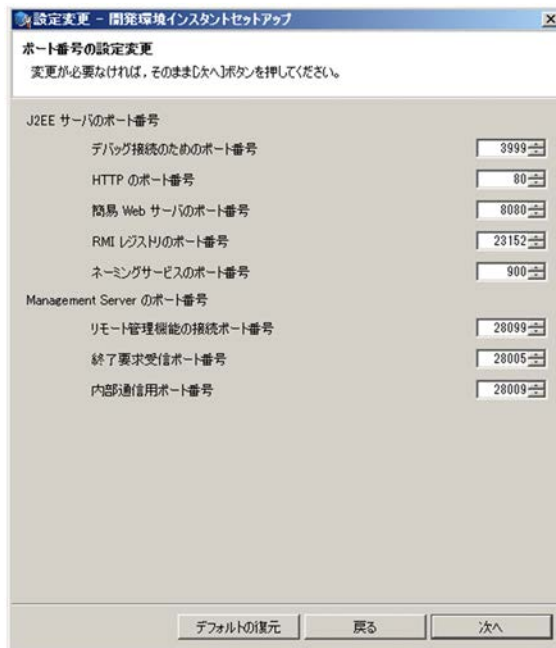 設定変更 - 開発環境インスタントセットアップ
ポート番号の設定変更
変更が必要なければ，そのまま[次へ]ボタンを押してください。
J2EE サーバのポート番号
デバッグ接続のためのポート番号 3999
HTTP のポート番号 80
簡易 Web サーバのポート番号 8080
RMI レジストリのポート番号 23152
ネーミングサービスのポート番号 900
Management Server のポート番号
リモート管理機能の接続ポート番号 28099
終了要求受信ポート番号 28005
内部通信用ポート番号 28009
デフォルトの復元 戻る 次へ